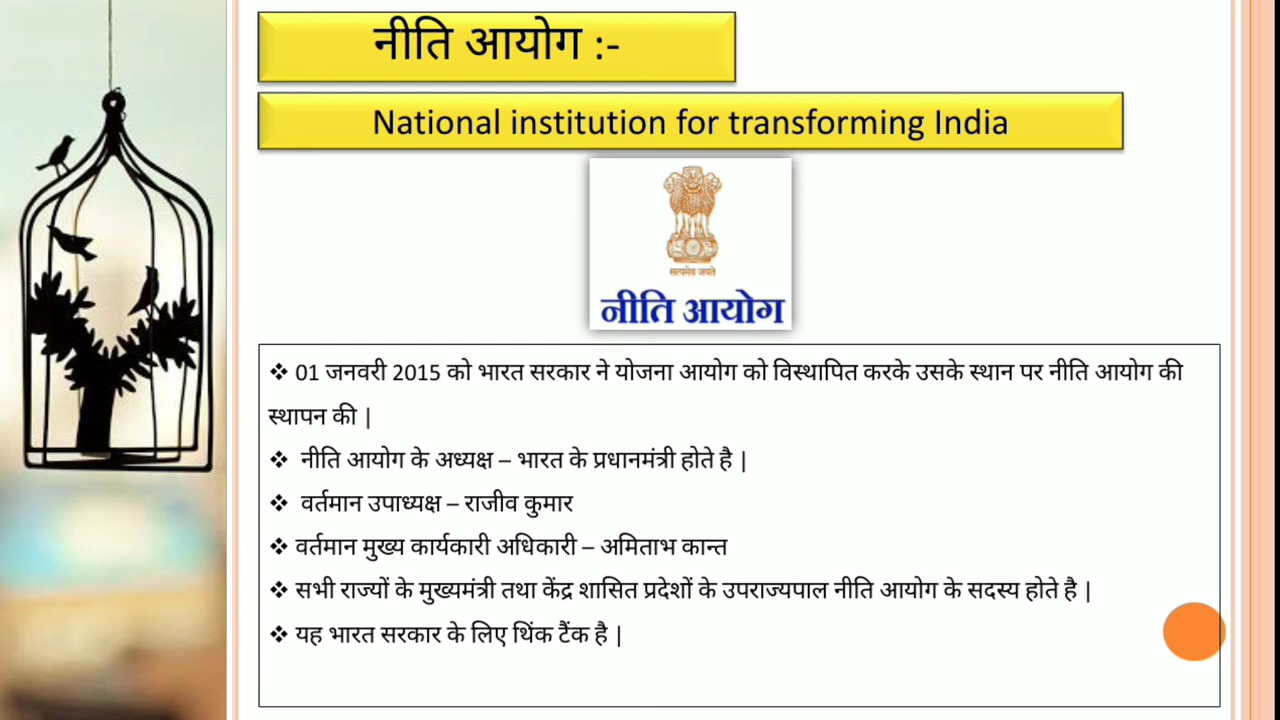 नीति आयोग :-
National institution for transforming India
सत्यमेव जयते
नीति आयोग
❖ 01 जनवरी 2015 को भारत सरकार ने योजना आयोग को विस्थापित करके उसके स्थान पर नीति आयोग की
स्थापन की |
❖ नीति आयोग के अध्यक्ष – भारत के प्रधानमंत्री होते है |
❖ वर्तमान उपाध्यक्ष – राजीव कुमार
❖ वर्तमान मुख्य कार्यकारी अधिकारी – अमिताभ कान्त
❖ सभी राज्यों के मुख्यमंत्री तथा केंद्र शासित प्रदेशों के उपराज्यपाल नीति आयोग के सदस्य होते है |
❖ यह भारत सरकार के लिए थिंक टैंक है |